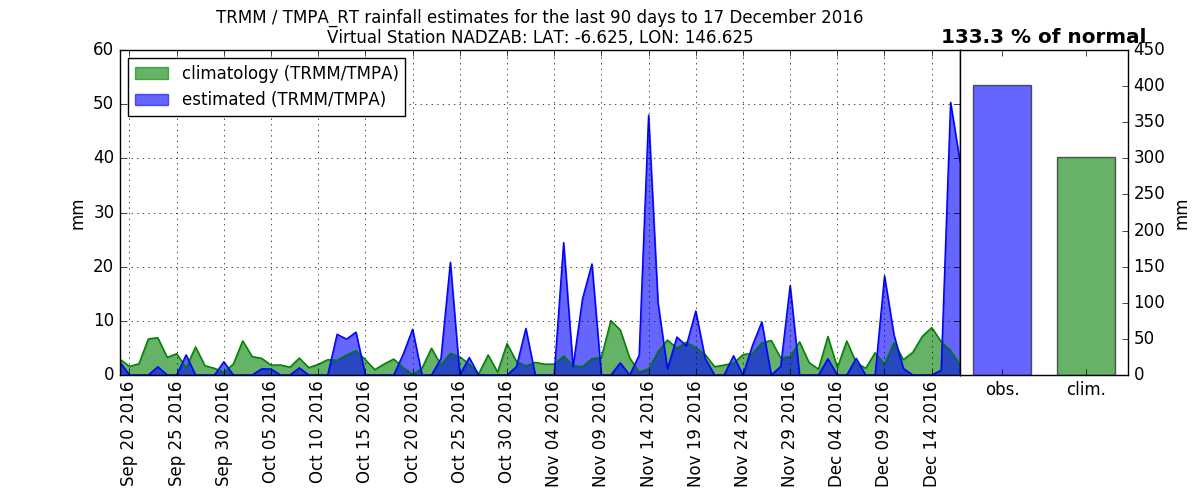 TRMM / TMPA_RT rainfall estimates for the last 90 days to 17 December 2016
Virtual Station NADZAB: LAT: -6.625, LON: 146.625
133.3 % of normal
climatology (TRMM/TMPA)
estimated (TRMM/TMPA)
60
50
40
30
20
10
0
mm
450
400
350
300
250
200
150
100
50
0
mm
Sep 20 2016
Sep 25 2016
Sep 30 2016
Oct 05 2016
Oct 10 2016
Oct 15 2016
Oct 20 2016
Oct 25 2016
Oct 30 2016
Nov 04 2016
Nov 09 2016
Nov 14 2016
Nov 19 2016
Nov 24 2016
Nov 29 2016
Dec 04 2016
Dec 09 2016
Dec 14 2016
obs.
clim.